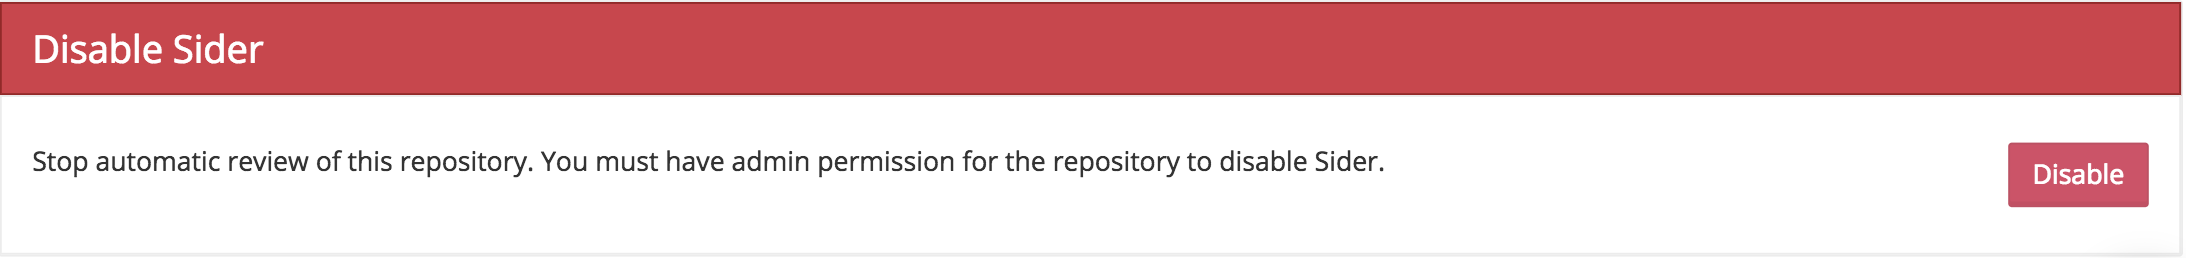 Disable Sider
Stop automatic review of this repository. You must have admin permission for the repository to disable Sider.
Disable